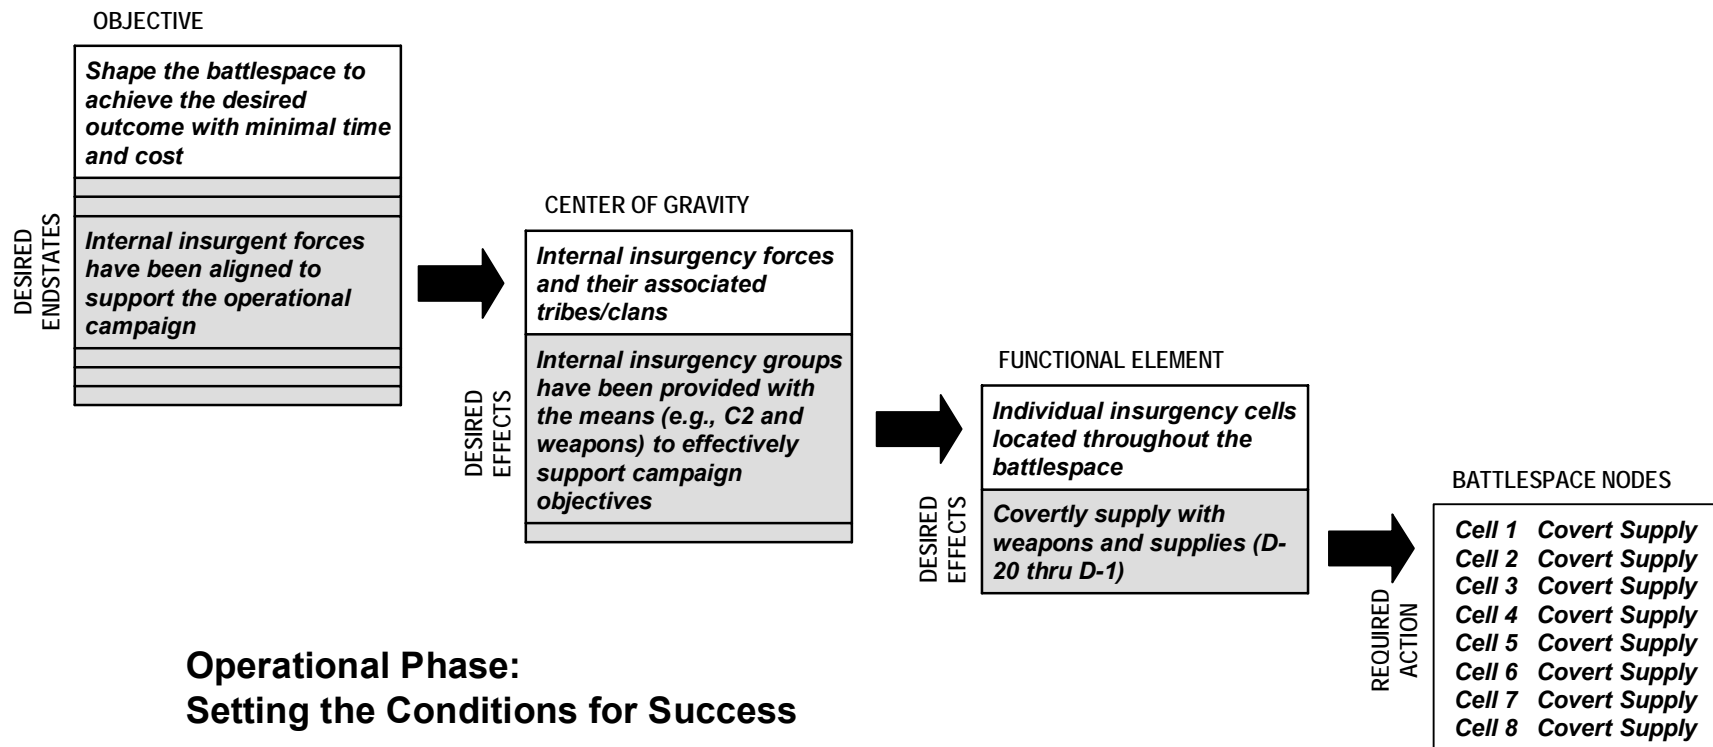 OBJECTIVE
Shape the battlespace to
achieve the desired
outcome with minimal time
and cost
DESIRED
ENDSTATES
Internal insurgent forces
have been aligned to
support the operational
campaign
CENTER OF GRAVITY
Internal insurgency forces
and their associated
tribes/clans
DESIRED
EFFECTS
Internal insurgency groups
have been provided with
the means (e.g., C2 and
weapons) to effectively
support campaign
objectives
FUNCTIONAL ELEMENT
Individual insurgency cells
located throughout the
battlespace
DESIRED
EFFECTS
Covertly supply with
weapons and supplies (D-
20 thru D-1)
BATTLESPACE NODES
REQUIRED
ACTION
Cell 1 Covert Supply
Cell 2 Covert Supply
Cell 3 Covert Supply
Cell 4 Covert Supply
Cell 5 Covert Supply
Cell 6 Covert Supply
Cell 7 Covert Supply
Cell 8 Covert Supply
Operational Phase:
Setting the Conditions for Success